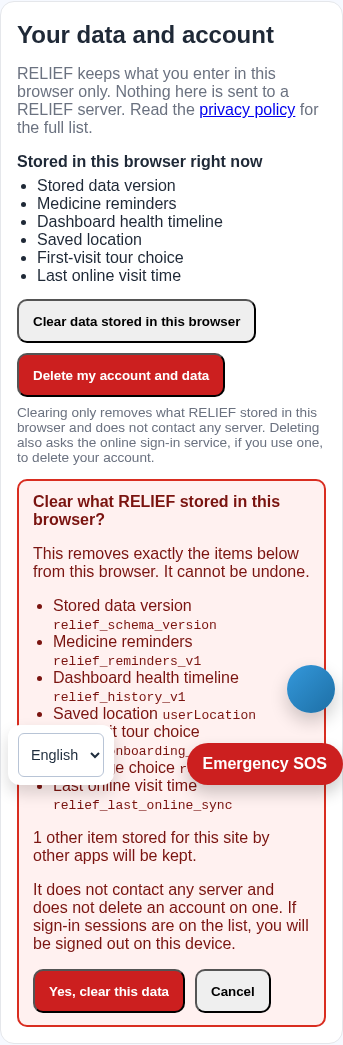 Your data and account
RELIEF keeps what you enter in this
browser only. Nothing here is sent to a
RELIEF server. Read the privacy policy for
the full list.
Stored in this browser right now
• Stored data version
• Medicine reminders
• Dashboard health timeline
• Saved location
• First-visit tour choice
• Last online visit time
Clear data stored in this browser
Delete my account and data
Clearing only removes what RELIEF stored in this
browser and does not contact any server. Deleting
also asks the online sign-in service, if you use one,
to delete your account.
Clear what RELIEF stored in this
browser?
This removes exactly the items below
from this browser. It cannot be undone.
• Stored data version
relief_schema_version
• Medicine reminders
relief_reminders_v1
• Dashboard health timeline
relief_history_v1
• Saved location userLocation
tour choice
English
choice
Emergency SOS
• Last online visit time
relief_last_online_sync
1 other item stored for this site by
other apps will be kept.
It does not contact any server and
does not delete an account on one. If
sign-in sessions are on the list, you will
be signed out on this device.
Yes, clear this data
Cancel